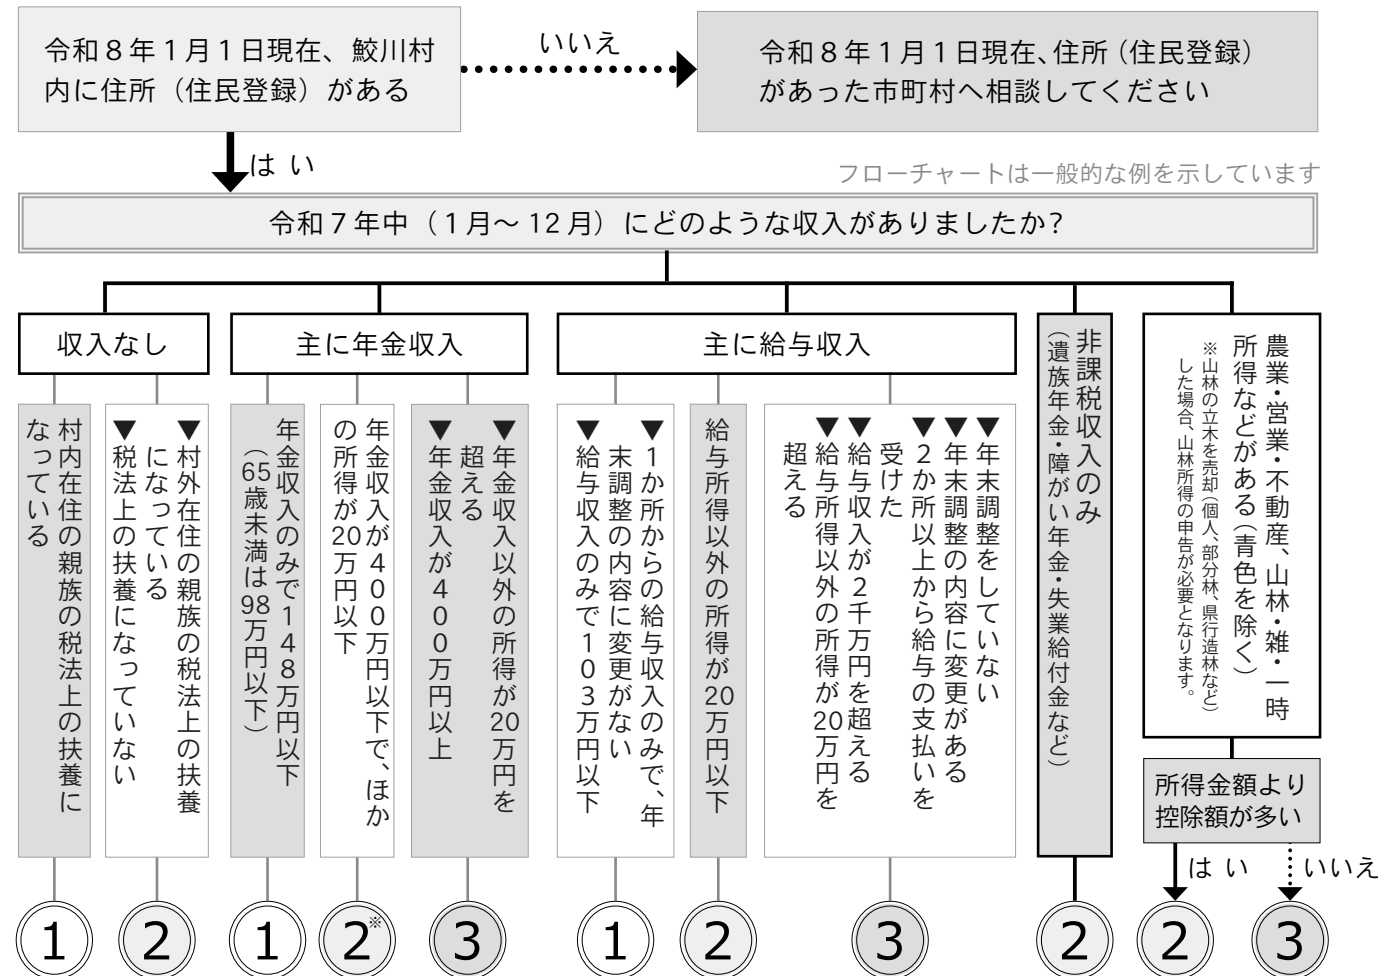 令和８年１月１日現在、鮫川村
内に住所（住民登録）がある
いいえ
令和８年１月１日現在、住所（住民登録）
があった市町村へ相談してください
はい
フローチャートは一般的な例を示しています
令和７年中（１月～12月）にどのような収入がありましたか?
収入なし
主に年金収入
主に給与収入
村内在住の親族の税法上の扶養に
なっている
▼村外在住の親族の税法上の扶養
になっている
▼税法上の扶養になっていない
年金収入のみで１４８万円以下
（65歳未満は98万円以下）
年金収入が４００万円以下で、ほか
の所得が20万円以下
▼年金収入以外の所得が20万円を
超える
▼年金収入が４００万円以上
▼１か所からの給与収入のみで、年
末調整の内容に変更がない
▼給与収入のみで１０３万円以下
給与所得以外の所得が20万円以下
▼年末調整をしていない
▼年末調整の内容に変更がある
▼２か所以上から給与の支払いを
受けた
▼給与収入が２千万円を超える
▼給与所得以外の所得が20万円を
超える
非課税収入のみ
（遺族年金・障がい年金・失業給付金など）
農業・営業・不動産、山林・雑・一時
所得などがある（青色を除く）
※山林の立木を売却（個人、部分林、県行造林など）
した場合、山林所得の申告が必要となります。
所得金額より
控除額が多い
はい
いいえ
1
2
1
2※
3
1
2
3
2
2
3